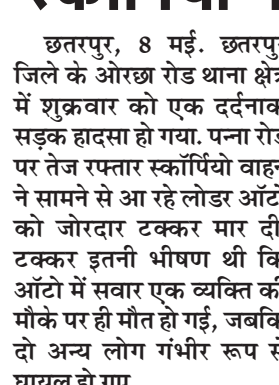 छतरपुर, 8 मई. छतरपु
जिले के ओरछा रोड थाना क्षेत्र
में शुक्रवार को एक दर्दनाक
सड़क हादसा हो गया. पन्ना रोड
पर तेज रफ्तार स्कॉर्पियो वाहन
ने सामने से आ रहे लोडर ऑटो
को जोरदार टक्कर मार दी
टक्कर इतनी भीषण थी कि
ऑटो में सवार एक व्यक्ति की
मौके पर ही मौत हो गई, जबकि
दो अन्य लोग गंभीर रूप से
घायल हो गए